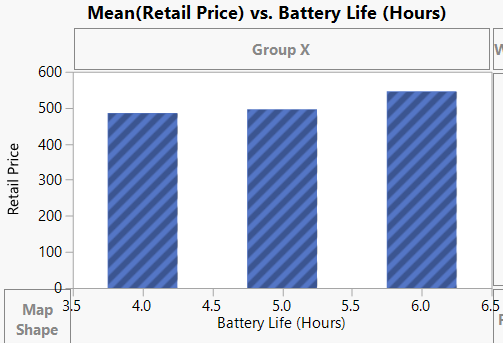 Mean(Retail Price) vs. Battery Life (Hours)
Group X
W
600
500
400
300
200
100
0
Retail Price
3.5 4.0 4.5 5.0 5.5 6.0 6.5
Battery Life (Hours)
Map
Shape